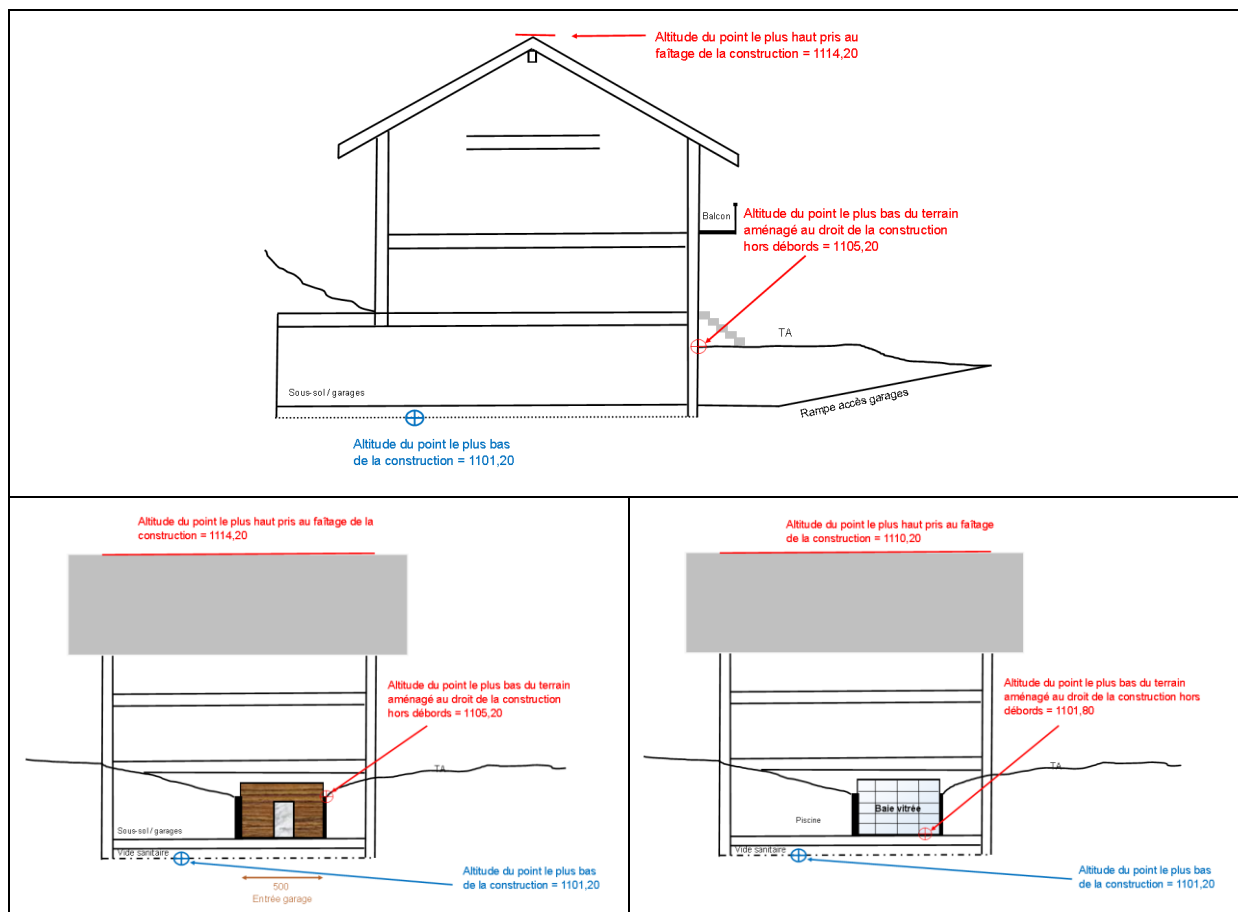 Altitude du point le plus haut pris au
faîtage de la construction = 1114,20
Balcon
Altitude du point le plus bas du terrain
aménagé au droit de la construction
hors débords = 1105,20
TA
Sous-sol / garages
Rampe accès garages
Altitude du point le plus bas
de la construction = 1101,20
Altitude du point le plus haut pris au faîtage de la
construction = 1114,20
Altitude du point le plus bas du terrain
aménagé au droit de la construction
hors débords = 1105,20
TA
Sous-sol / garages
Vide sanitaire
Altitude du point le plus bas
de la construction = 1101,20
500
Entrée garage
Altitude du point le plus haut pris au faîtage
de la construction = 1110,20
Altitude du point le plus bas du terrain
aménagé au droit de la construction hors
débords = 1101,80
TA
Baie vitrée
Piscine
Vide sanitaire
Altitude du point le plus bas
de la construction = 1101,20